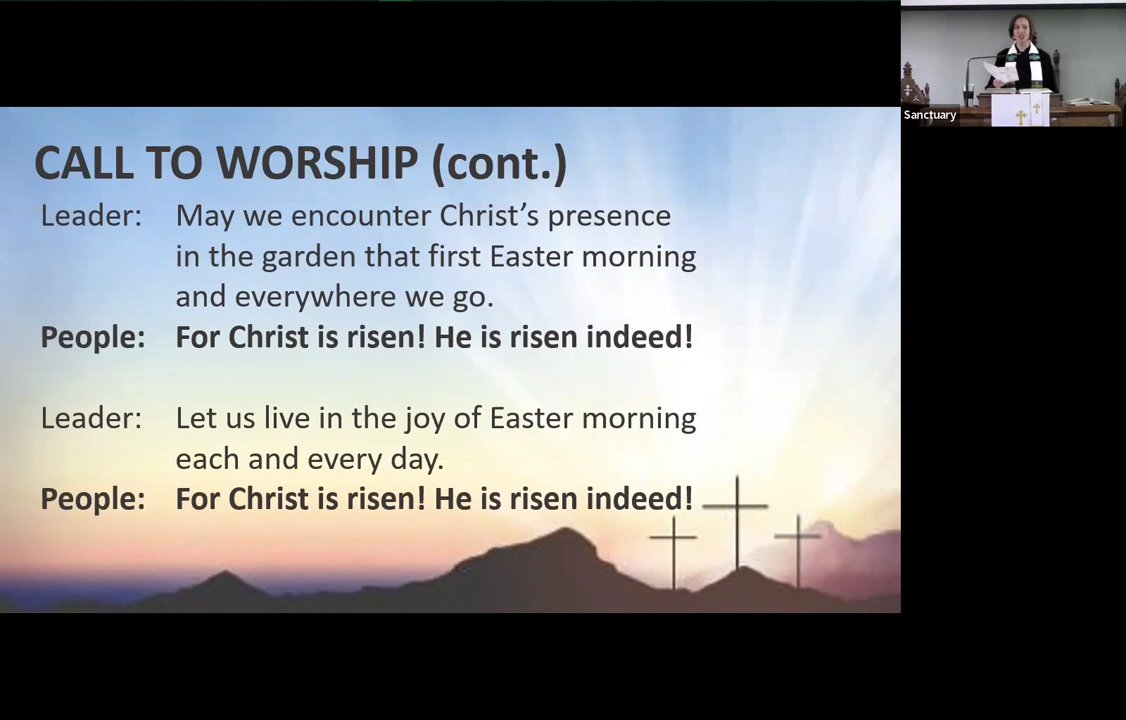 CALL TO WORSHIP (cont.)
Leader: May we encounter Christ’s presence
in the garden that first Easter morning
and everywhere we go.
People: For Christ is risen! He is risen indeed!
Leader: Let us live in the joy of Easter morning
each and every day.
People: For Christ is risen! He is risen indeed!
Sanctuary